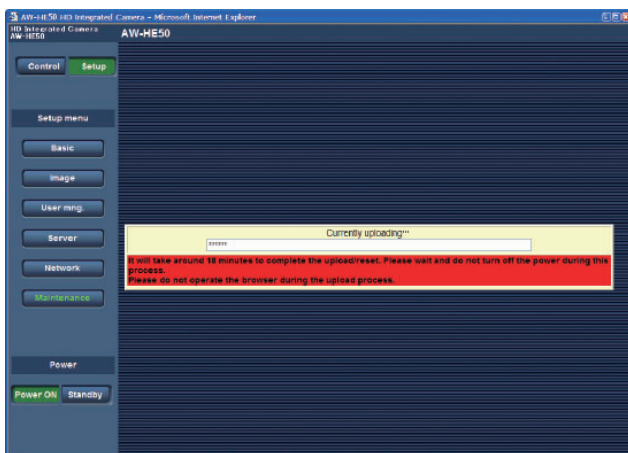 AW-HE50 HD Integrated Camera - Microsoft Internet Explorer
HD Integrated Camera
AW-HE50
AW-HE50
Control Setup
Setup menu
Basic
Image
User mng.
Server
Network
Maintenance
Power
Power ON Standby
Currently uploading***
******
It will take around 18 minutes to complete the upload/reset. Please wait and do not turn off the power during this
process.
Please do not operate the browser during the upload process.